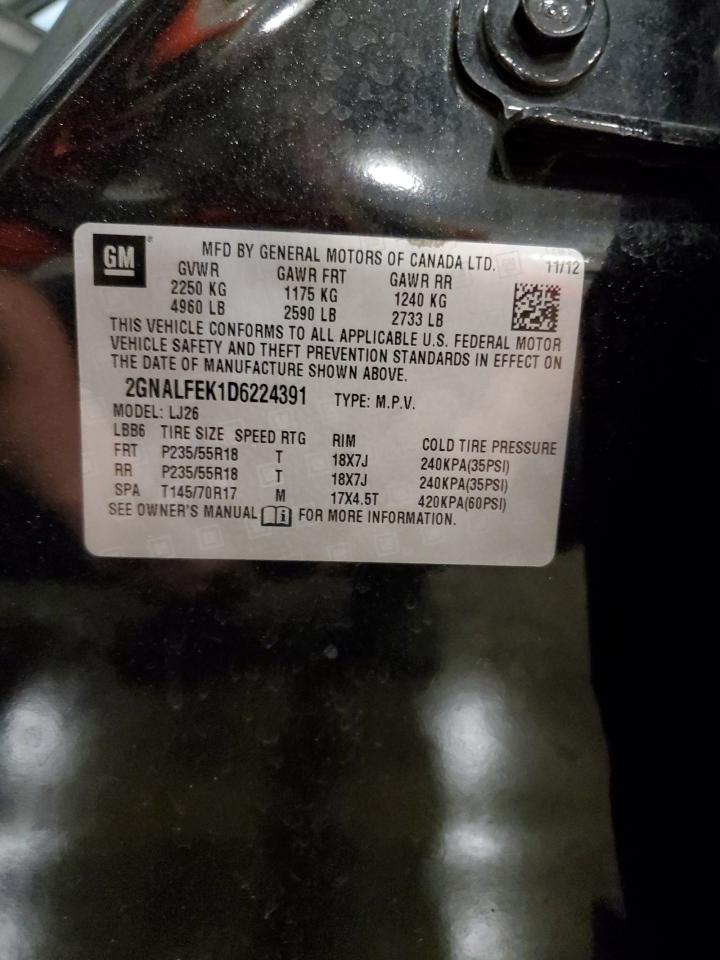 GM
MFD BY GENERAL MOTORS OF CANADA LTD. 11/12
GVWR GAWR FRT GAWR RR
2250 KG 1175 KG 1240 KG
4960 LB 2590 LB 2733 LB
THIS VEHICLE CONFORMS TO ALL APPLICABLE U.S. FEDERAL MOTOR
VEHICLE SAFETY AND THEFT PREVENTION STANDARDS IN EFFECT ON
THE DATE OF MANUFACTURE SHOWN ABOVE.
2GNALFEK1D6224391 TYPE: M.P.V.
MODEL: LJ26
LBB6 TIRE SIZE SPEED RTG RIM COLD TIRE PRESSURE
FRT P235/55R18 T 18X7J 240KPA(35PSI)
RR P235/55R18 T 18X7J 240KPA(35PSI)
SPA T145/70R17 M 17X4.5T 420KPA(60PSI)
SEE OWNER'S MANUAL FOR MORE INFORMATION.